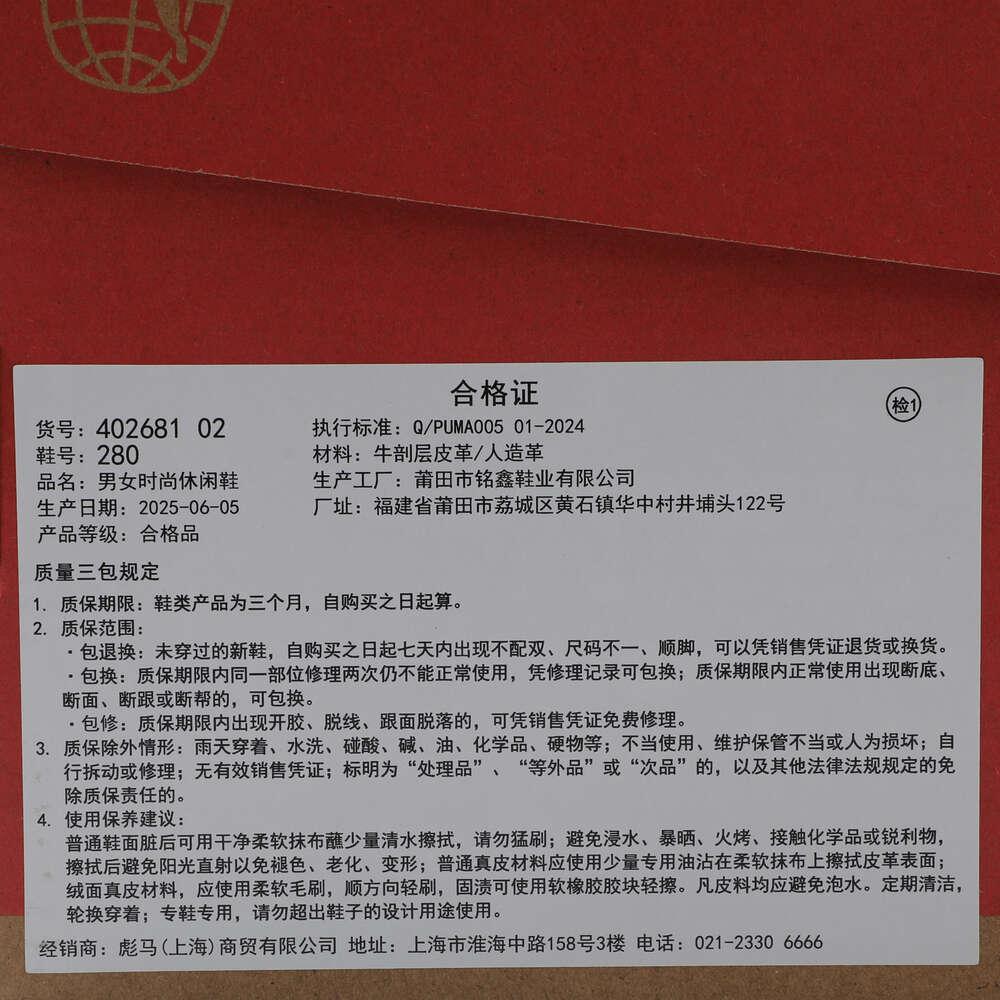 合格证
检1
货号：402681 02
鞋号：280
品名：男女时尚休闲鞋
生产日期：2025-06-05
产品等级：合格品
执行标准：Q/PUMA005 01-2024
材料：牛剖层皮革/人造革
生产工厂：莆田市铭鑫鞋业有限公司
厂址：福建省莆田市荔城区黄石镇华中村井埔头122号
质量三包规定
1. 质保期限：鞋类产品为三个月，自购买之日起算。
2. 质保范围：
·包退换：未穿过的新鞋，自购买之日起七天内出现不配双、尺码不一、顺脚，可以凭销售凭证退货或换货。
·包换：质保期限内同一部位修理两次仍不能正常使用，凭修理记录可包换；质保期限内正常使用出现断底、
断面、断跟或断帮的，可包换。
·包修：质保期限内出现开胶、脱线、跟面脱落的，可凭销售凭证免费修理。
3. 质保除外情形：雨天穿着、水洗、碰酸、碱、油、化学品、硬物等；不当使用、维护保管不当或人为损坏；自
行拆动或修理；无有效销售凭证；标明为“处理品”、“等外品”或“次品”的，以及其他法律法规规定的免
除质保责任的。
4. 使用保养建议：
普通鞋面脏后可用干净柔软抹布蘸少量清水擦拭，请勿猛刷；避免浸水、暴晒、火烤、接触化学品或锐利物，
擦拭后避免阳光直射以免褪色、老化、变形；普通真皮材料应使用少量专用油沾在柔软抹布上擦拭皮革表面；
绒面真皮材料，应使用柔软毛刷，顺方向轻刷，固渍可使用软橡胶胶块轻擦。凡皮料均应避免泡水。定期清洁，
轮换穿着；专鞋专用，请勿超出鞋子的设计用途使用。
经销商：彪马(上海)商贸有限公司 地址：上海市淮海中路158号3楼 电话：021-2330 6666